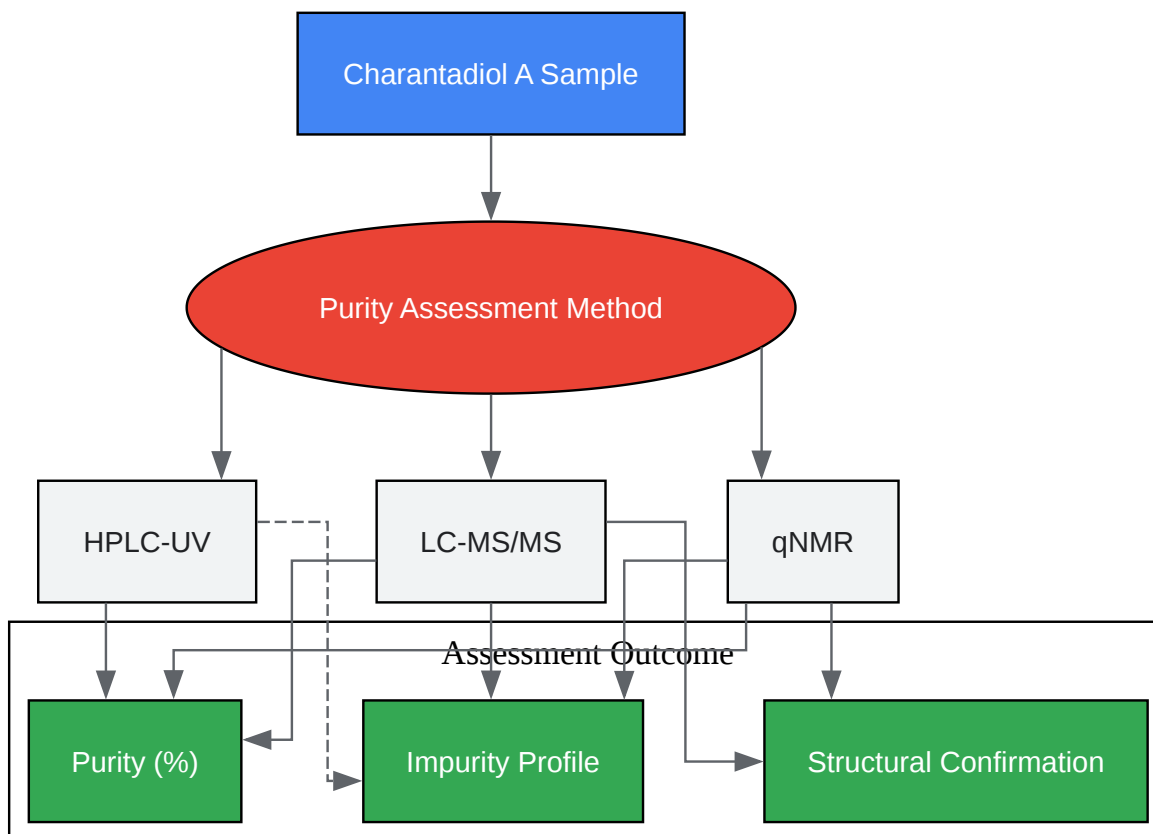 Charantadiol A Sample
Purity Assessment Method
HPLC-UV
LC-MS/MS
qNMR
Assessment Outcome
Purity (%)
Impurity Profile
Structural Confirmation